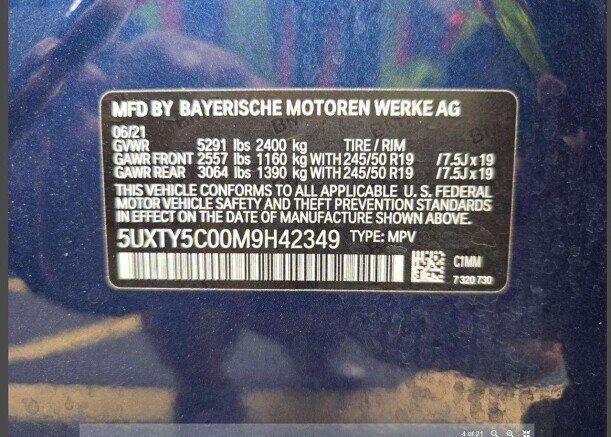 MFD BY BAYERISCHE MOTOREN WERKE AG
06/21
GVWR 5291 lbs 2400 kg TIRE / RIM
GAWR FRONT 2557 lbs 1160 kg WITH 245/50 R19 /7.5J x 19
GAWR REAR 3064 lbs 1390 kg WITH 245/50 R19 /7.5J x 19
THIS VEHICLE CONFORMS TO ALL APPLICABLE U. S. FEDERAL
MOTOR VEHICLE SAFETY AND THEFT PREVENTION STANDARDS
IN EFFECT ON THE DATE OF MANUFACTURE SHOWN ABOVE.
5UXTY5C00M9H42349 TYPE: MPV
C1MM
7 320 730
4 of 21